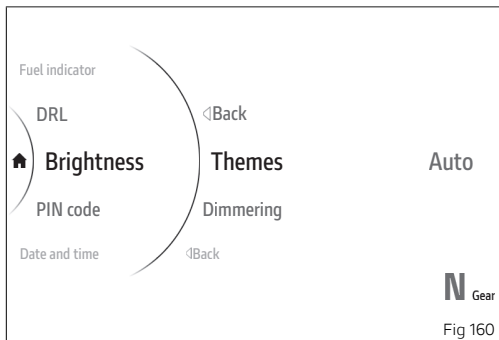 Fuel indicator
DRL
Brightness
PIN code
Date and time
Back
Themes
Dimmering
Back
Auto
N Gear
Fig 160